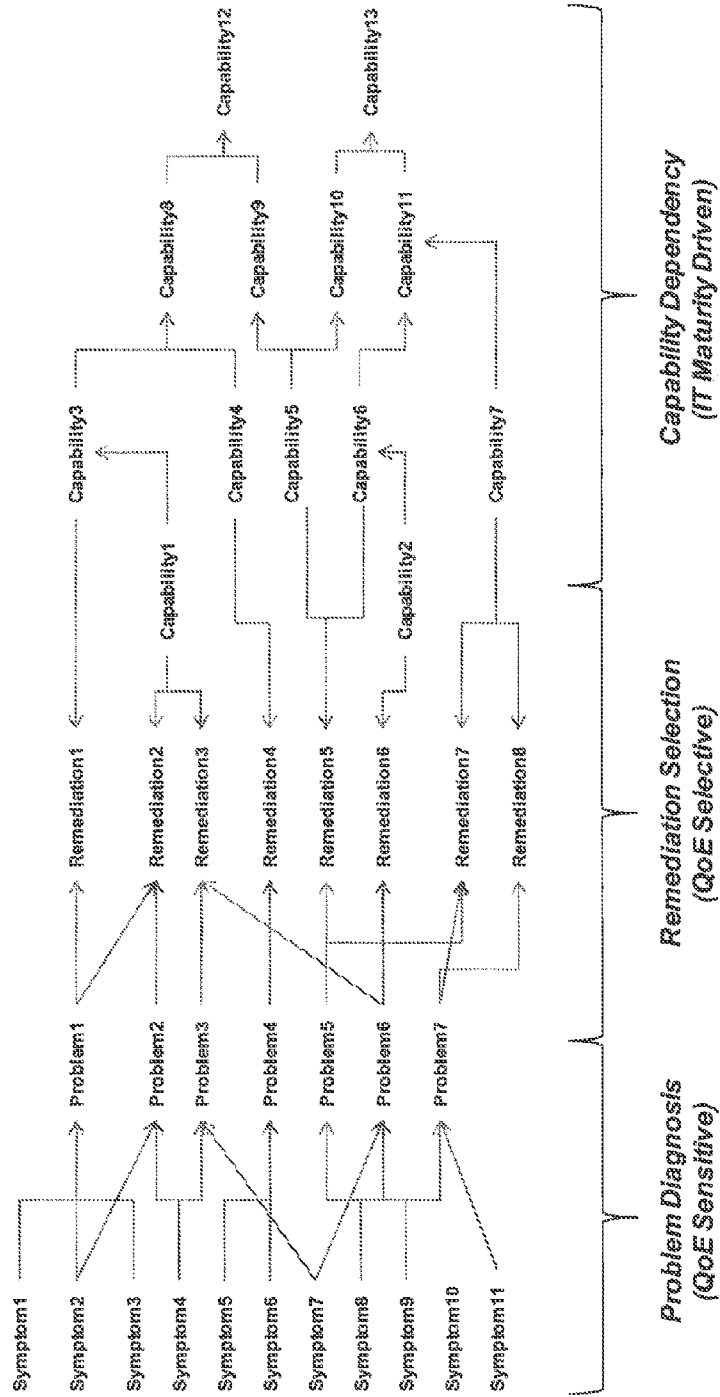 Symptom1
Symptom2
Symptom3
Symptom4
Symptom5
Symptom6
Symptom7
Symptom8
Symptom9
Symptom10
Symptom11
Problem1
Problem2
Problem3
Problem4
Problem5
Problem6
Problem7
Remediation1
Remediation2
Remediation3
Remediation4
Remediation5
Remediation6
Remediation7
Remediation8
Capability1
Capability2
Capability3
Capability4
Capability5
Capability6
Capability7
Capability8
Capability9
Capability10
Capability11
Capability12
Capability13
Problem Diagnosis
(QoE Sensitive)
Remediation Selection
(QoE Selective)
Capability Dependency
(IT Maturity Driven)